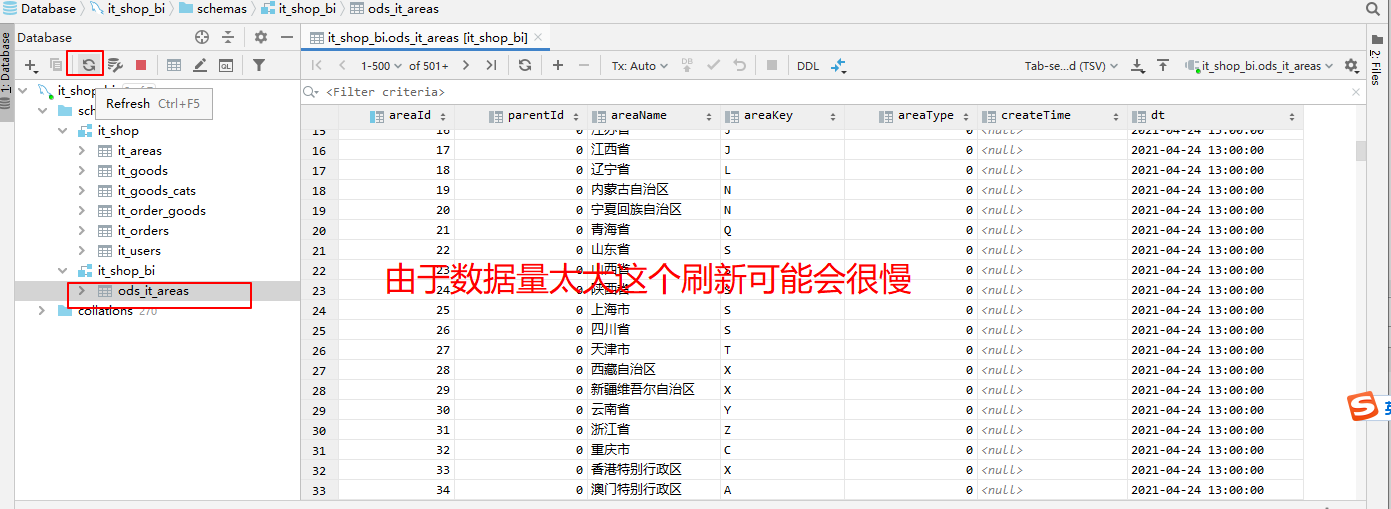 Database 〉 it_shop_bi 〉 schemas 〉 it_shop_bi 〉 ods_it_areas
1: Database
Database
it_shop_bi.ods_it_areas [it_shop_bi]
2: Files
1-500 of 501+ Tx: Auto DB DDL Tab-se...d (TSV) it_shop_bi.ods_it_areas
Refresh Ctrl+F5
<Filter criteria>
it_shop
it_areas
it_goods
it_goods_cats
it_order_goods
it_orders
it_users
it_shop_bi
ods_it_areas
collations 270
areaId parentId areaName areaKey areaType createTime dt
15 16 0 江苏省 J 0 <null> 2021-04-24 13:00:00
16 17 0 江西省 J 0 <null> 2021-04-24 13:00:00
17 18 0 辽宁省 L 0 <null> 2021-04-24 13:00:00
18 19 0 内蒙古自治区 N 0 <null> 2021-04-24 13:00:00
19 20 0 宁夏回族自治区 N 0 <null> 2021-04-24 13:00:00
20 21 0 青海省 Q 0 <null> 2021-04-24 13:00:00
21 22 0 山东省 S 0 <null> 2021-04-24 13:00:00
22 23 0 山西省 S 0 <null> 2021-04-24 13:00:00
由于数据量太大这个刷新可能会很慢
23 24 0 陕西省 S 0 <null> 2021-04-24 13:00:00
24 25 0 上海市 S 0 <null> 2021-04-24 13:00:00
25 26 0 四川省 S 0 <null> 2021-04-24 13:00:00
26 27 0 天津市 T 0 <null> 2021-04-24 13:00:00
27 28 0 西藏自治区 X 0 <null> 2021-04-24 13:00:00
28 29 0 新疆维吾尔自治区 X 0 <null> 2021-04-24 13:00:00
29 30 0 云南省 Y 0 <null> 2021-04-24 13:00:00
30 31 0 浙江省 Z 0 <null> 2021-04-24 13:00:00
31 32 0 重庆市 C 0 <null> 2021-04-24 13:00:00
32 33 0 香港特别行政区 X 0 <null> 2021-04-24 13:00:00
33 34 0 澳门特别行政区 A 0 <null> 2021-04-24 13:00:00